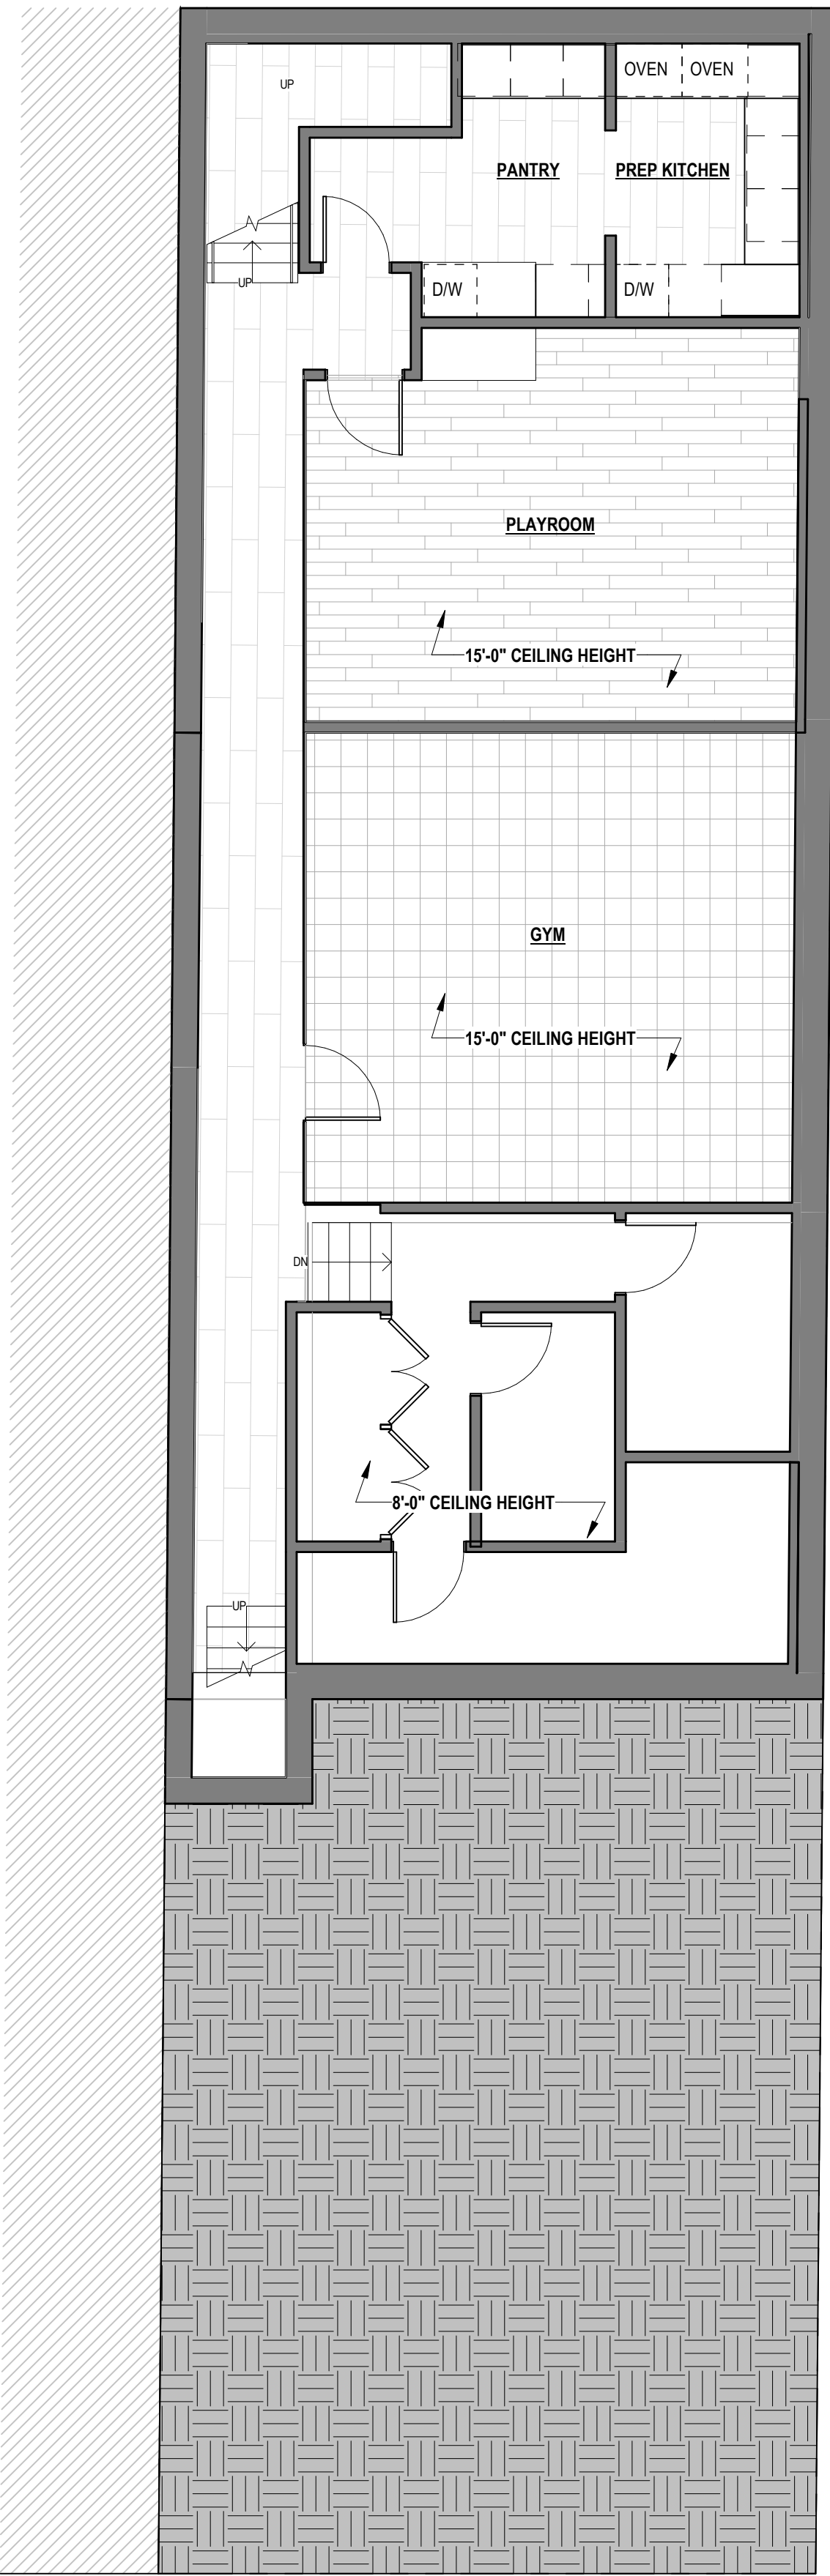 OVEN OVEN
UP
PANTRY PREP KITCHEN
UP
D/W D/W
PLAYROOM
15'-0" CEILING HEIGHT
GYM
15'-0" CEILING HEIGHT
DN
8'-0" CEILING HEIGHT
UP